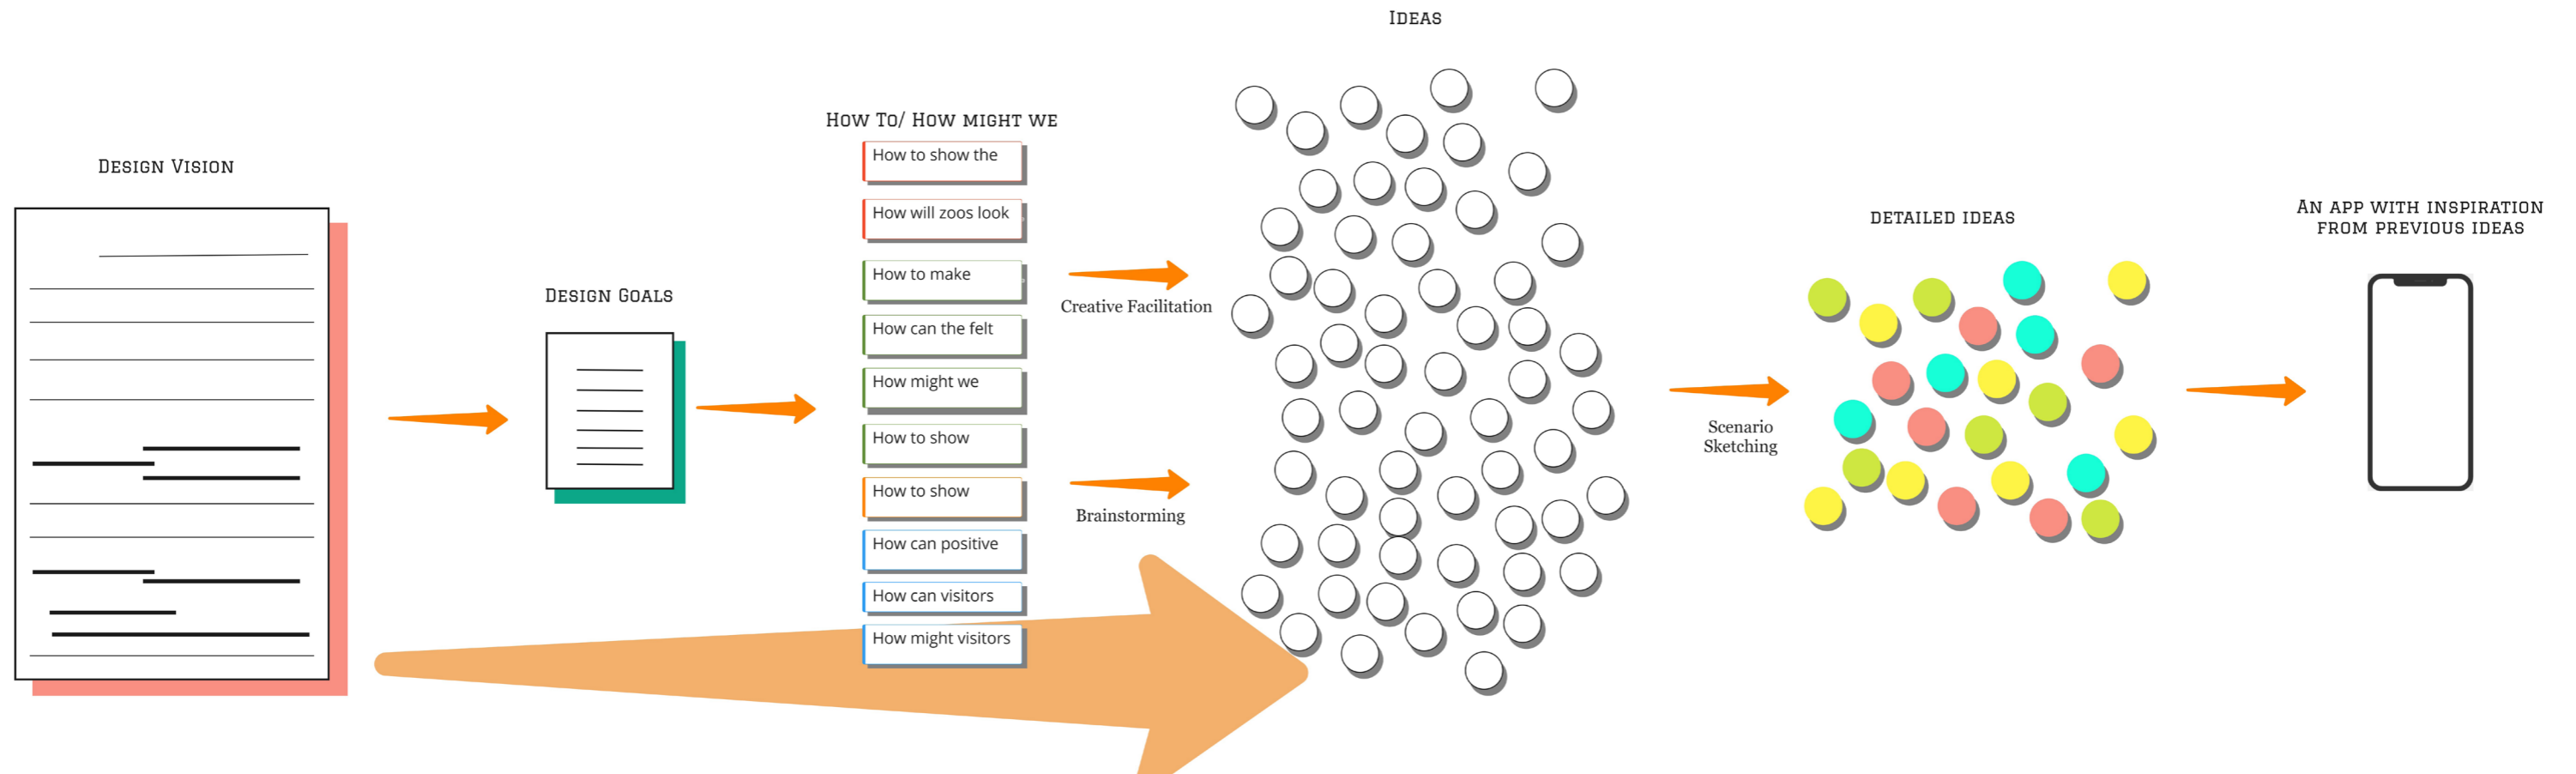 Design Vision
Design Goals
How To/ How might we
How to show the
How will zoos look
How to make
How can the felt
How might we
How to show
How to show
How can positive
How can visitors
How might visitors
Creative Facilitation
Brainstorming
Ideas
Scenario
Sketching
detailed ideas
An app with inspiration
from previous ideas